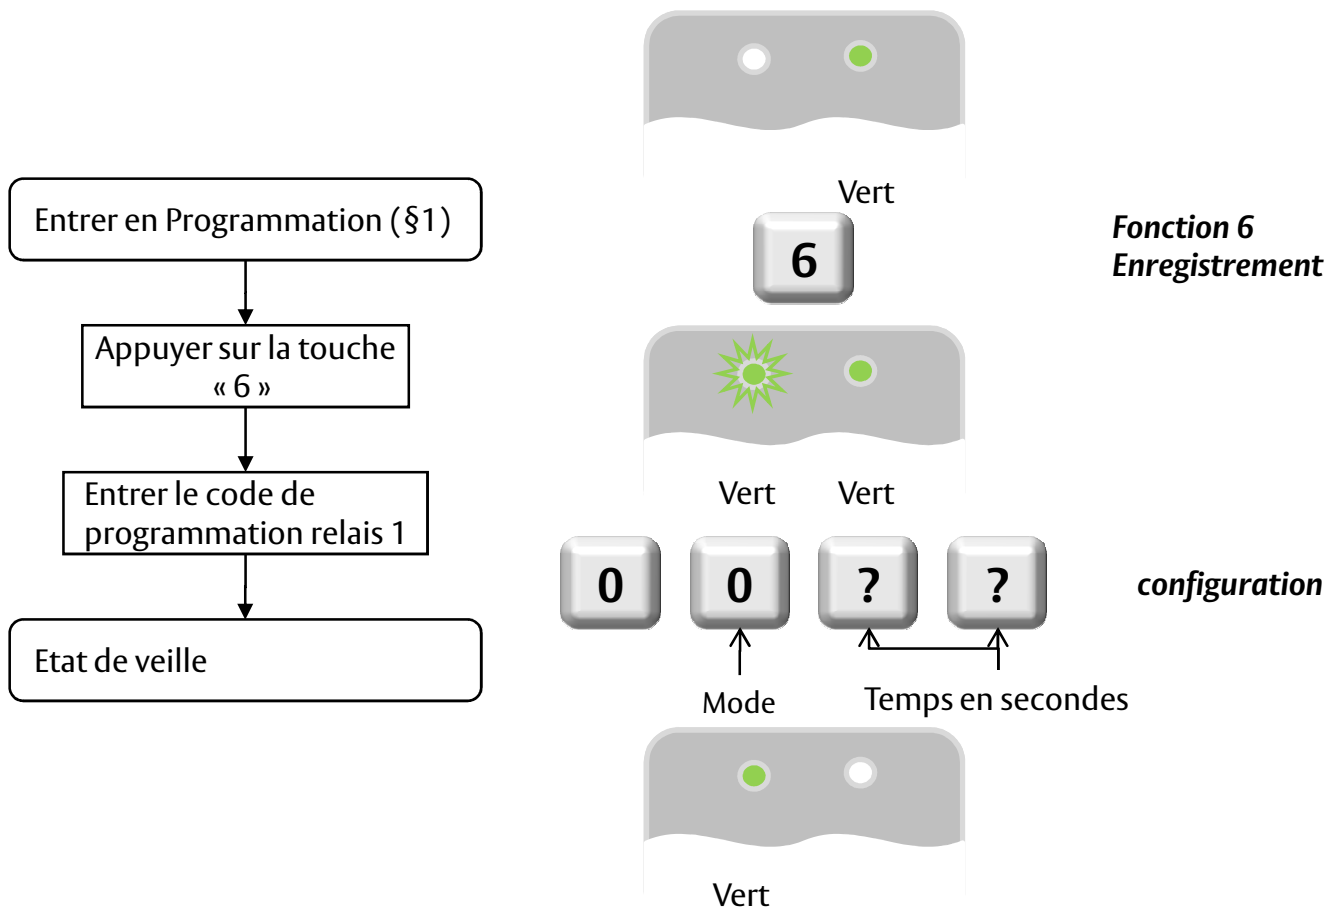 Vert
Entrer en Programmation (§1)
6
Fonction 6
Enregistrement
Appuyer sur la touche
« 6 »
Vert Vert
Entrer le code de
programmation relais 1
0 0 ? ?
configuration
Etat de veille
Mode
Temps en secondes
Vert